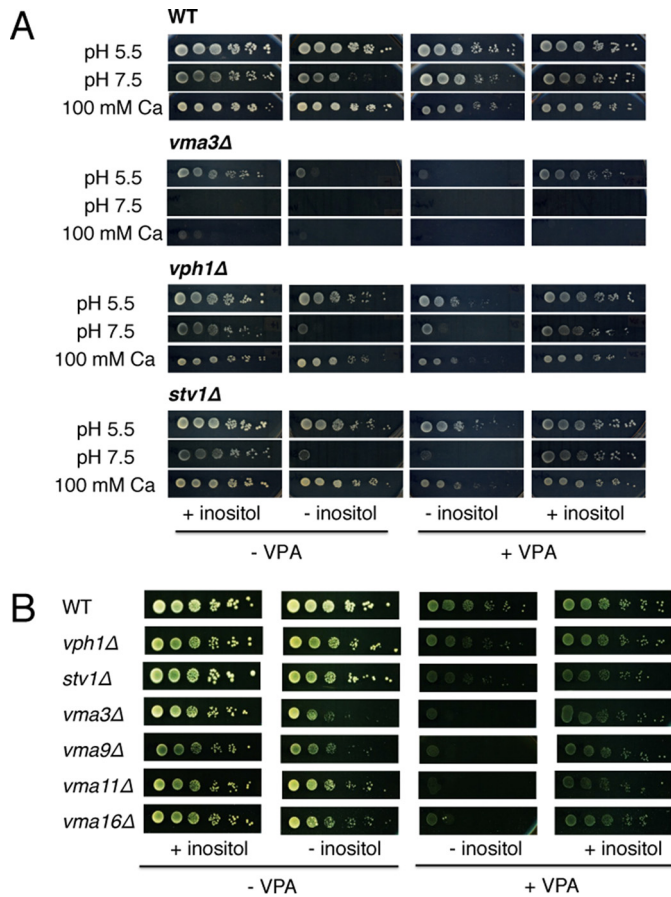 A
WT
pH 5.5
pH 7.5
100 mM Ca
vma3Δ
pH 5.5
pH 7.5
100 mM Ca
vph1Δ
pH 5.5
pH 7.5
100 mM Ca
stv1Δ
pH 5.5
pH 7.5
100 mM Ca
+ inositol - inositol - inositol + inositol
- VPA + VPA
B
WT
vph1Δ
stv1Δ
vma3Δ
vma9Δ
vma11Δ
vma16Δ
+ inositol - inositol - inositol + inositol
- VPA + VPA